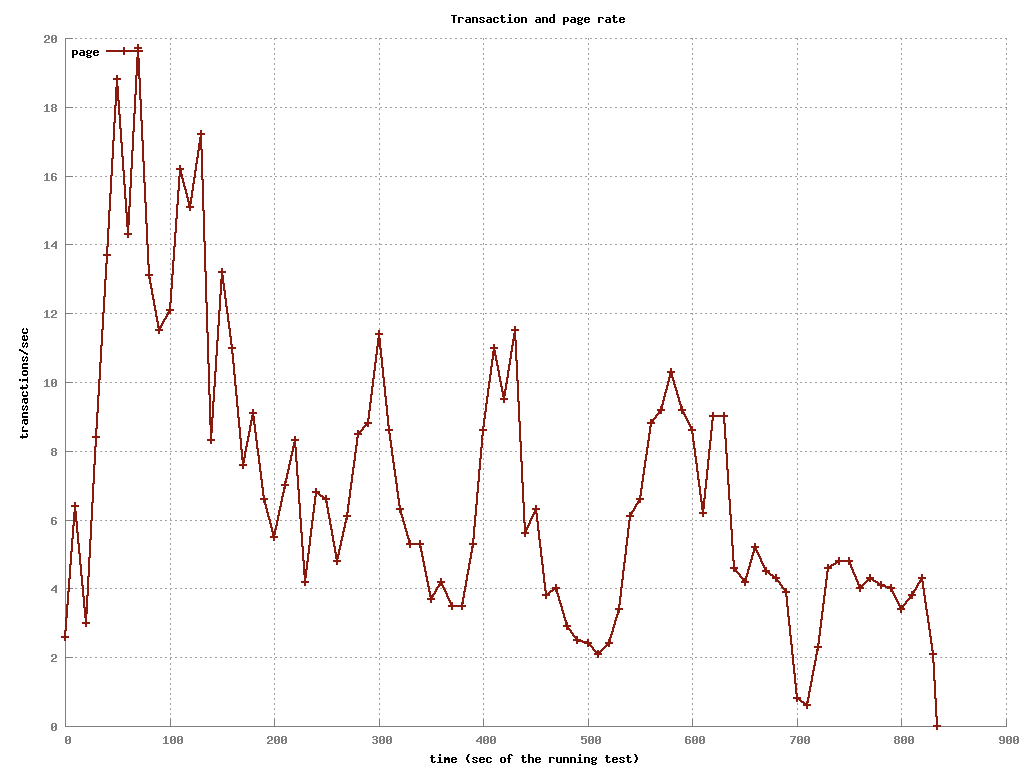 Transaction and page rate
20
page
18
16
14
12
10
8
6
4
2
0
transactions/sec
0 100 200 300 400 500 600 700 800 900
time (sec of the running test)